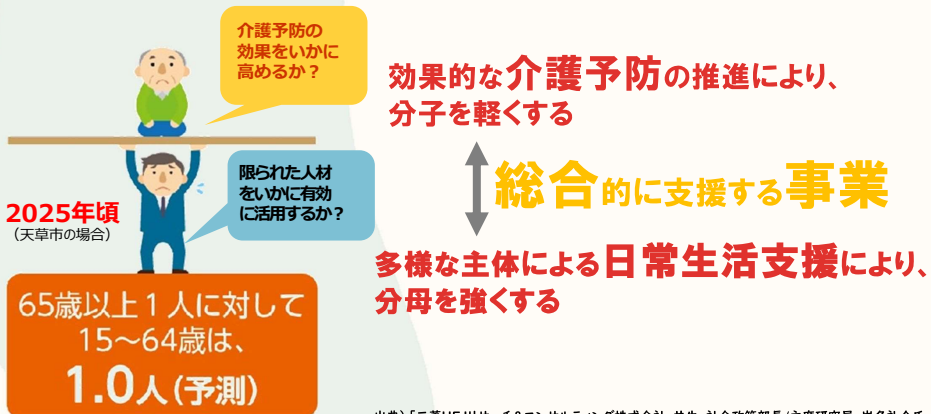 介護予防の
効果をいかに
高めるか？
限られた人材
をいかに有効
に活用するか？
2025年頃
（天草市の場合）
65歳以上１人に対して
15～64歳は、
1.0人(予測)
効果的な介護予防の推進により、
分子を軽くする
総合的に支援する事業
多様な主体による日常生活支援により、
分母を強くする